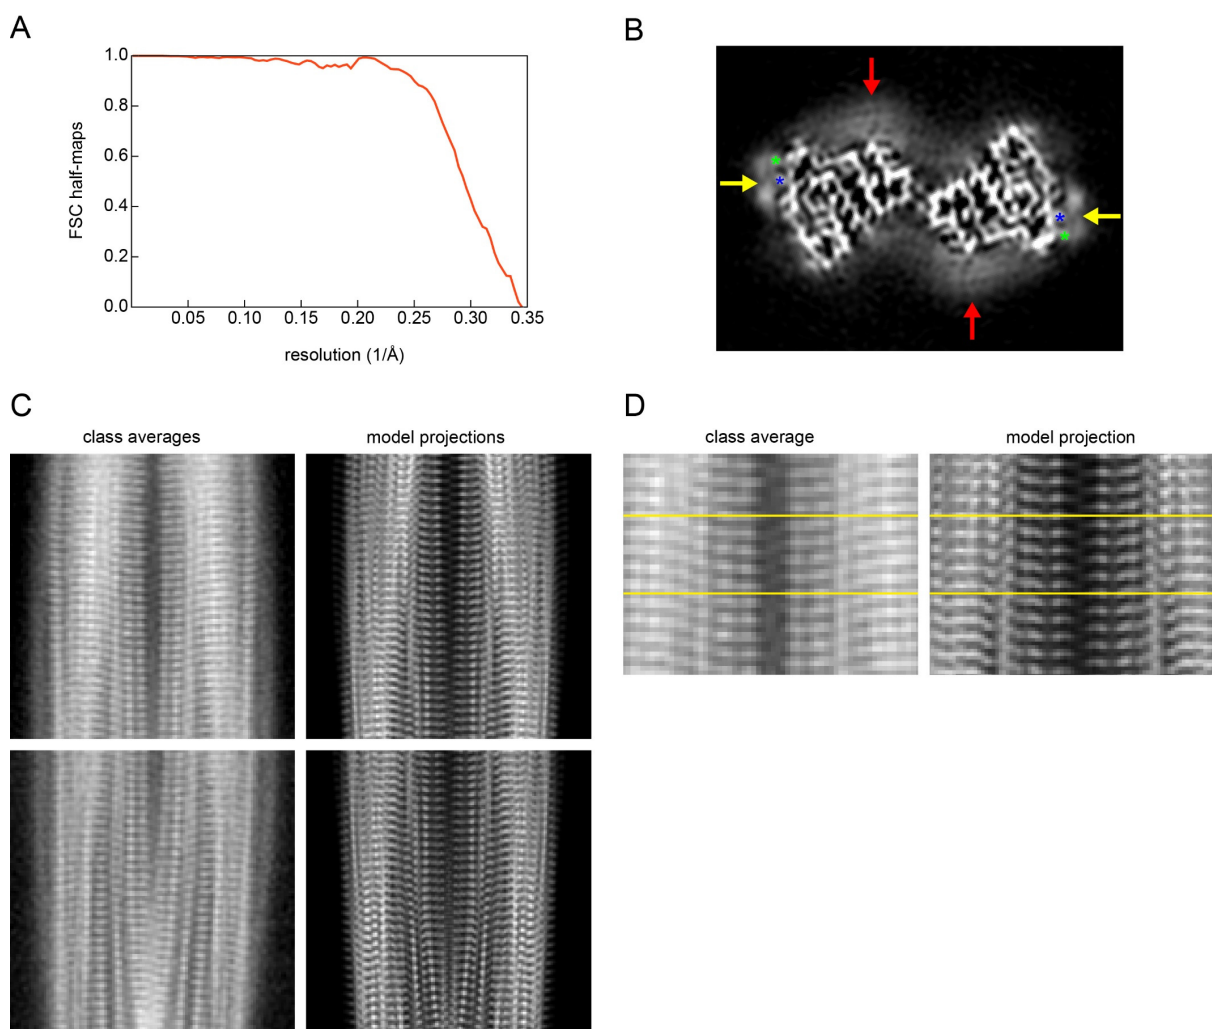 A
1.0
0.8
0.6
0.4
0.2
0.0
FSC half-maps
0.05 0.10 0.15 0.20 0.25 0.30 0.35
resolution (1/Å)
B
*
*
*
*
C
class averages model projections
D
class average model projection